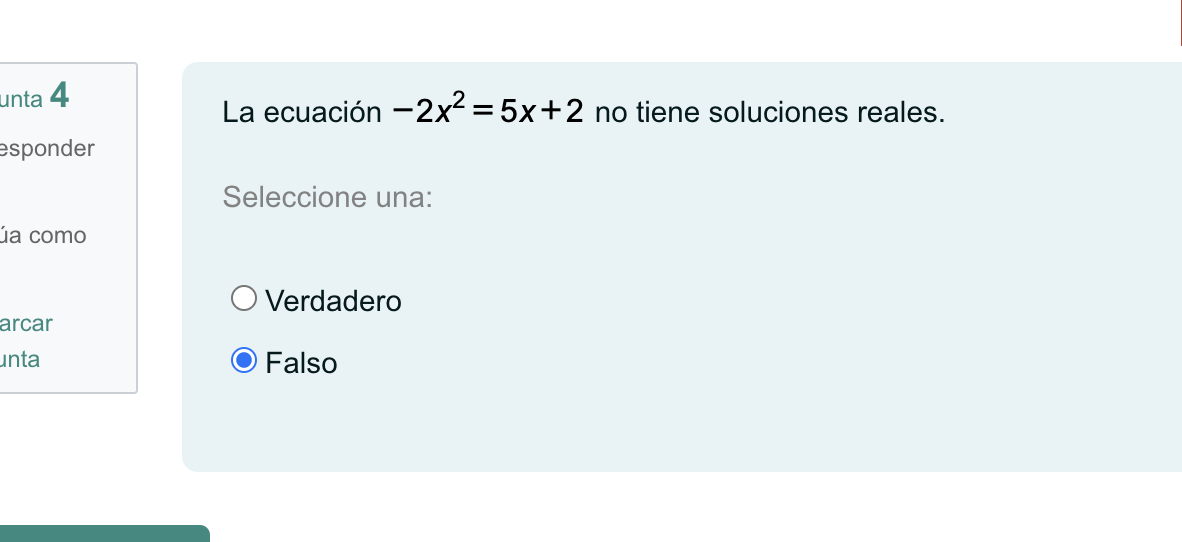 unta 4
esponder
úa como
arcar
unta
La ecuación −2x² = 5x + 2 no tiene soluciones reales.
Seleccione una:
Verdadero
Falso